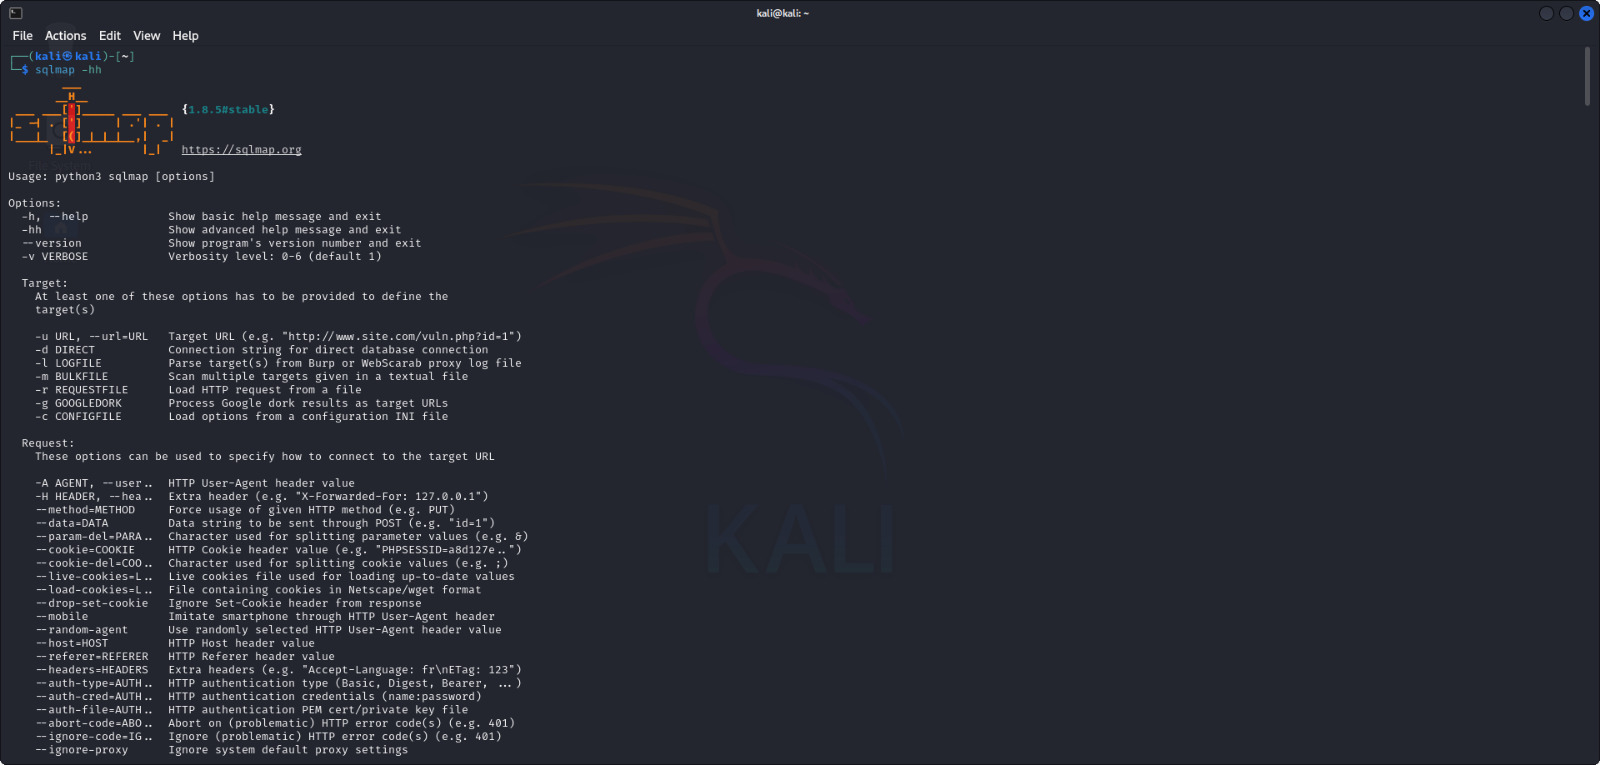 kali@kali: ~
File Actions Edit View Help
┌──(kali㉿kali)-[~]
└─$ sqlmap -hh
{1.8.5#stable}
https://sqlmap.org
Usage: python3 sqlmap [options]
Options:
-h, --help Show basic help message and exit
-hh Show advanced help message and exit
--version Show program's version number and exit
-v VERBOSE Verbosity level: 0-6 (default 1)
Target:
At least one of these options has to be provided to define the
target(s)
-u URL, --url=URL Target URL (e.g. "http://www.site.com/vuln.php?id=1")
-d DIRECT Connection string for direct database connection
-l LOGFILE Parse target(s) from Burp or WebScarab proxy log file
-m BULKFILE Scan multiple targets given in a textual file
-r REQUESTFILE Load HTTP request from a file
-g GOOGLEDORK Process Google dork results as target URLs
-c CONFIGFILE Load options from a configuration INI file
Request:
These options can be used to specify how to connect to the target URL
-A AGENT, --user.. HTTP User-Agent header value
-H HEADER, --hea.. Extra header (e.g. "X-Forwarded-For: 127.0.0.1")
--method=METHOD Force usage of given HTTP method (e.g. PUT)
--data=DATA Data string to be sent through POST (e.g. "id=1")
--param-del=PARA.. Character used for splitting parameter values (e.g. &)
--cookie=COOKIE HTTP Cookie header value (e.g. "PHPSESSID=a8d127e..")
--cookie-del=COO.. Character used for splitting cookie values (e.g. ;)
--live-cookies=L.. Live cookies file used for loading up-to-date values
--load-cookies=L.. File containing cookies in Netscape/wget format
--drop-set-cookie Ignore Set-Cookie header from response
--mobile Imitate smartphone through HTTP User-Agent header
--random-agent Use randomly selected HTTP User-Agent header value
--host=HOST HTTP Host header value
--referer=REFERER HTTP Referer header value
--headers=HEADERS Extra headers (e.g. "Accept-Language: fr\nETag: 123")
--auth-type=AUTH.. HTTP authentication type (Basic, Digest, Bearer, ...)
--auth-cred=AUTH.. HTTP authentication credentials (name:password)
--auth-file=AUTH.. HTTP authentication PEM cert/private key file
--abort-code=ABO.. Abort on (problematic) HTTP error code(s) (e.g. 401)
--ignore-code=IG.. Ignore (problematic) HTTP error code(s) (e.g. 401)
--ignore-proxy Ignore system default proxy settings
KALI